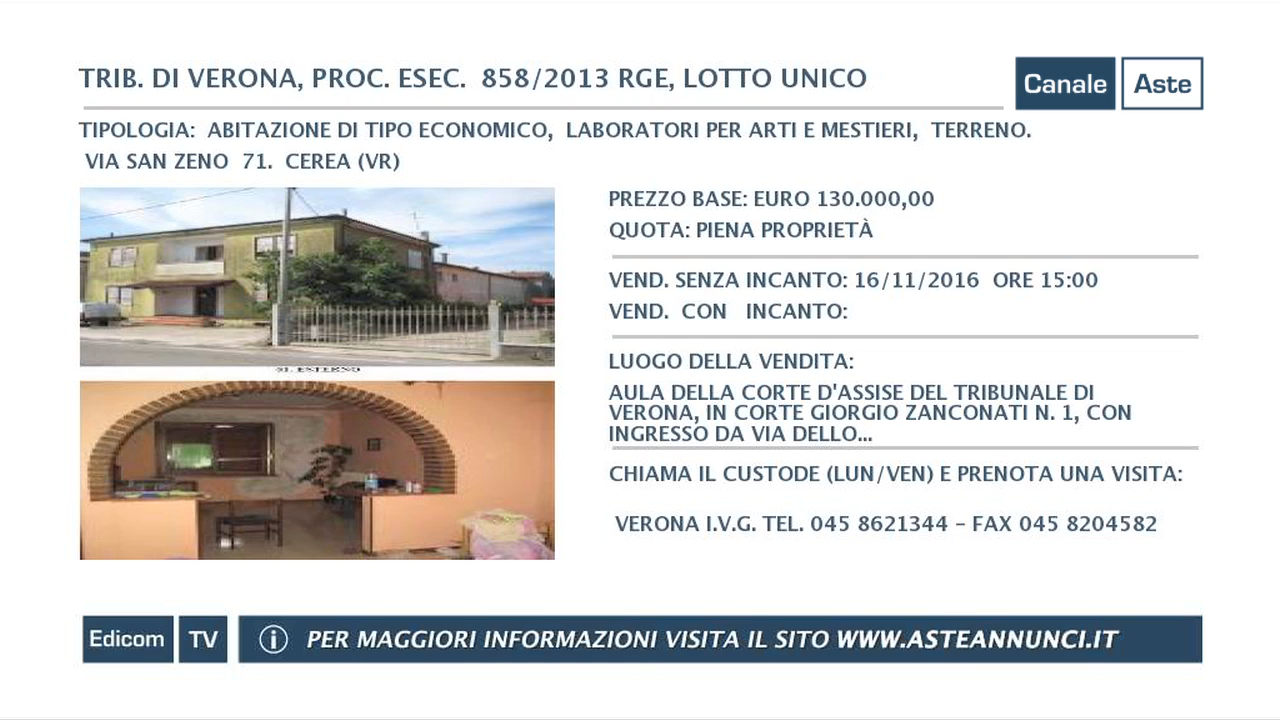 TRIB. DI VERONA, PROC. ESEC. 858/2013 RGE, LOTTO UNICO
Canale Aste
TIPOLOGIA: ABITAZIONE DI TIPO ECONOMICO, LABORATORI PER ARTI E MESTIERI, TERRENO.
VIA SAN ZENO 71. CEREA (VR)
PREZZO BASE: EURO 130.000,00
QUOTA: PIENA PROPRIETÀ
VEND. SENZA INCANTO: 16/11/2016 ORE 15:00
VEND. CON INCANTO:
LUOGO DELLA VENDITA:
AULA DELLA CORTE D'ASSISE DEL TRIBUNALE DI
VERONA, IN CORTE GIORGIO ZANCONATI N. 1, CON
INGRESSO DA VIA DELLO...
CHIAMA IL CUSTODE (LUN/VEN) E PRENOTA UNA VISITA:
VERONA I.V.G. TEL. 045 8621344 - FAX 045 8204582
01. ESTERNO
Edicom TV
PER MAGGIORI INFORMAZIONI VISITA IL SITO WWW.ASTEANNUNCI.IT